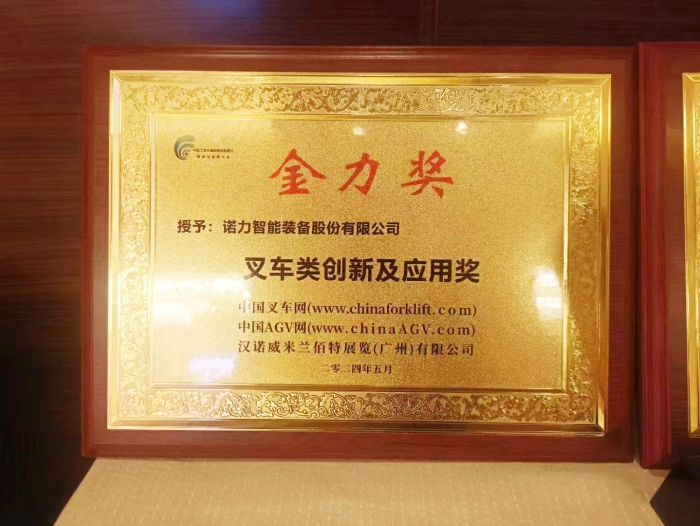 金力奖
授予：诺力智能装备股份有限公司
叉车类创新及应用奖
中国叉车网(www.chinaforklift.com)
中国AGV网(www.chinaAGV.com)
汉诺威米兰佰特展览(广州)有限公司
二零二四年五月